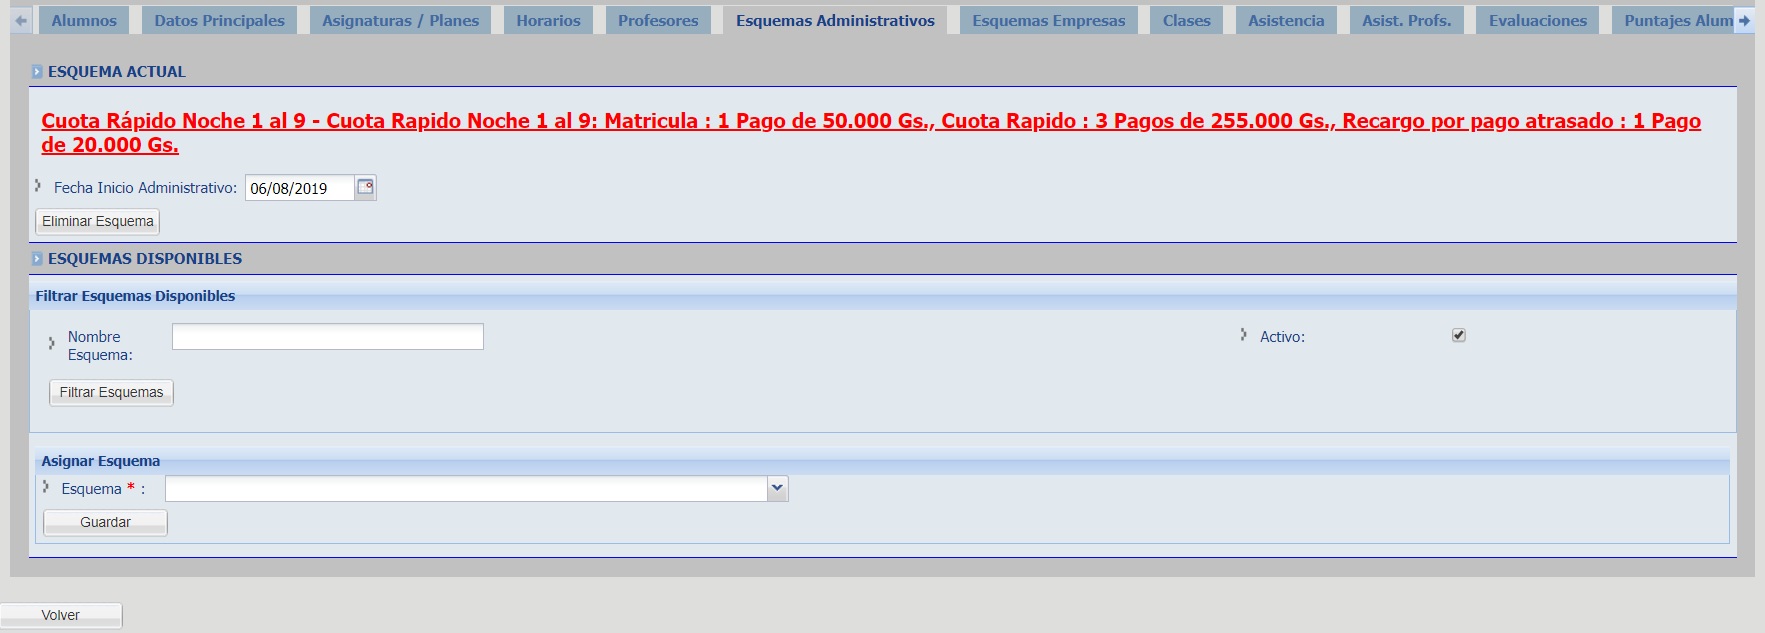 Alumnos Datos Principales Asignaturas / Planes Horarios Profesores Esquemas Administrativos Esquemas Empresas Clases Asistencia Asist. Profs. Evaluaciones Puntajes Alum
ESQUEMA ACTUAL
Cuota Rápido Noche 1 al 9 - Cuota Rapido Noche 1 al 9: Matricula : 1 Pago de 50.000 Gs., Cuota Rapido : 3 Pagos de 255.000 Gs., Recargo por pago atrasado : 1 Pago
de 20.000 Gs.
Fecha Inicio Administrativo: 06/08/2019
Eliminar Esquema
ESQUEMAS DISPONIBLES
Filtrar Esquemas Disponibles
Nombre
Esquema:
Activo:
Filtrar Esquemas
Asignar Esquema
Esquema * :
Guardar
Volver